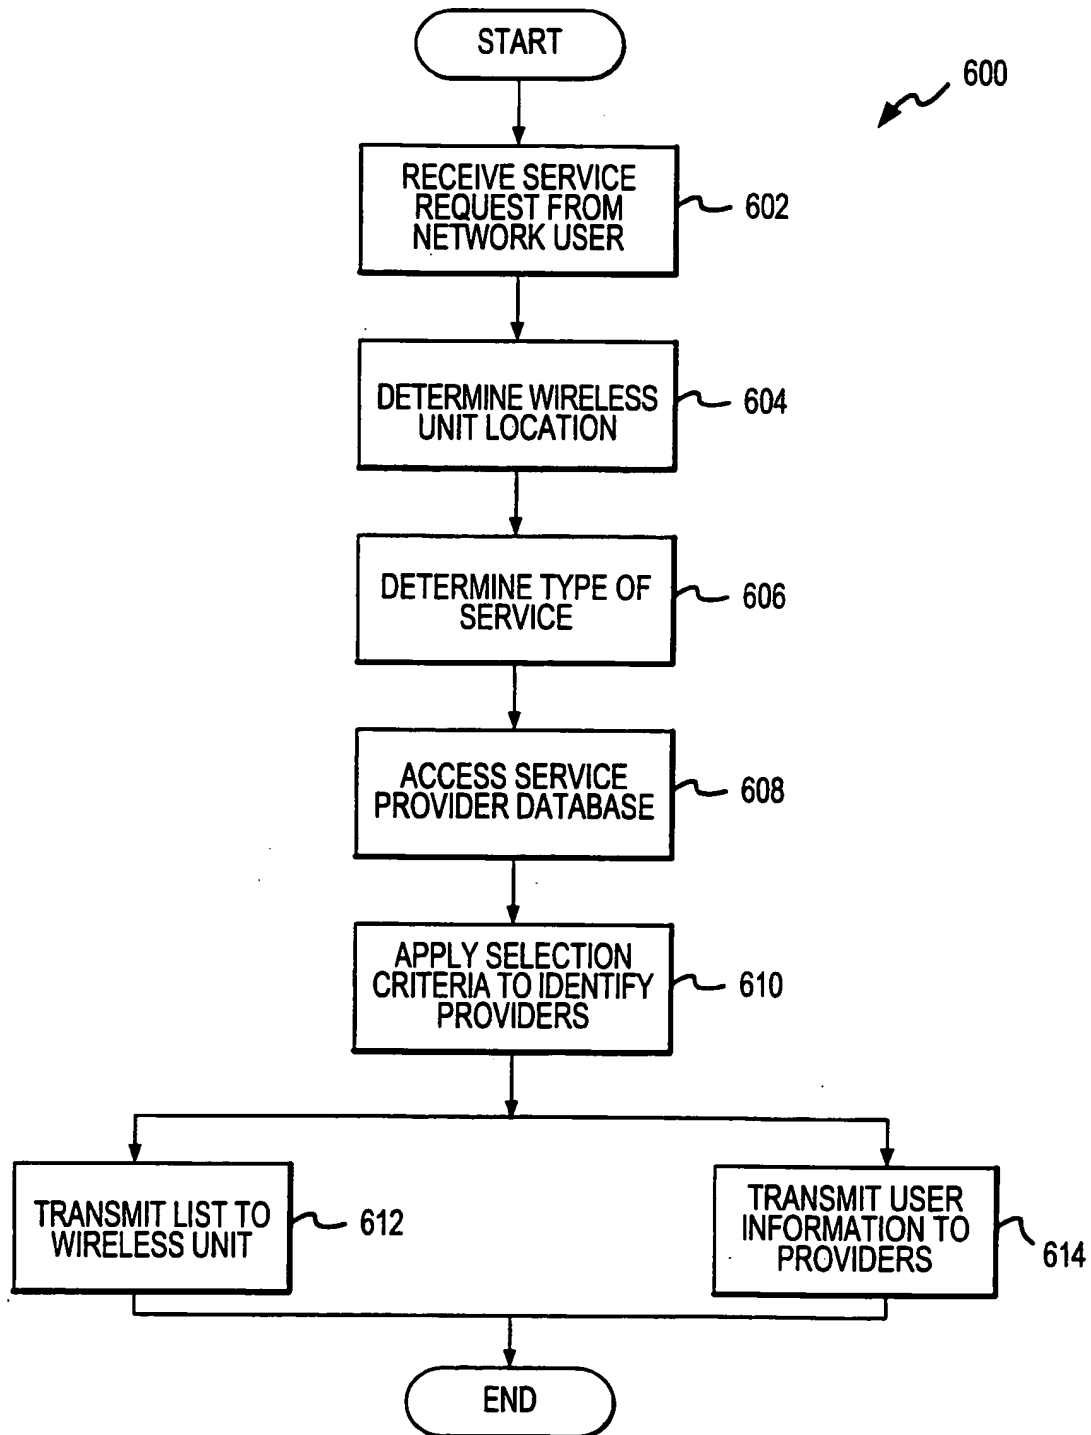 START
600
RECEIVE SERVICE
REQUEST FROM
NETWORK USER
602
DETERMINE WIRELESS
UNIT LOCATION
604
DETERMINE TYPE OF
SERVICE
606
ACCESS SERVICE
PROVIDER DATABASE
608
APPLY SELECTION
CRITERIA TO IDENTIFY
PROVIDERS
610
TRANSMIT LIST TO
WIRELESS UNIT
612
TRANSMIT USER
INFORMATION TO
PROVIDERS
614
END